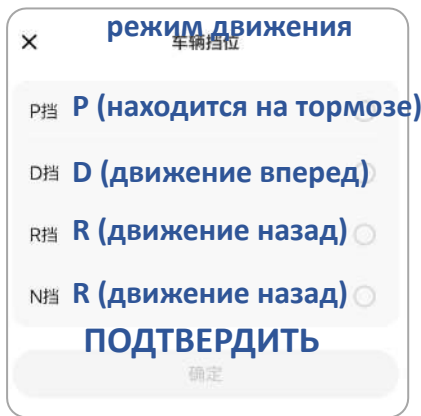 режим движения
× 车辆挡位
P挡 P (находится на тормозе)
D挡 D (движение вперед)
R挡 R (движение назад)
N挡 R (движение назад)
ПОДТВЕРДИТЬ
确定